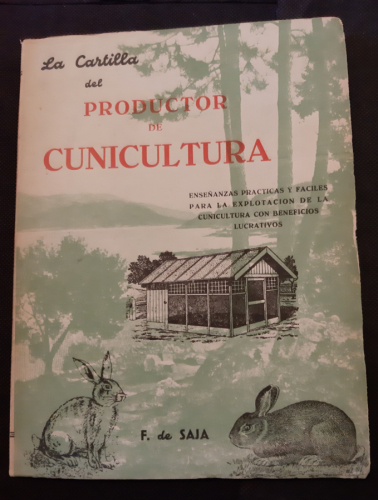 La Cartilla
del
PRODUCTOR
DE
CUNICULTURA
ENSEÑANZAS PRACTICAS Y FACILES
PARA LA EXPLOTACION DE LA
CUNICULTURA CON BENEFICIOS
LUCRATIVOS
F. de SAJA